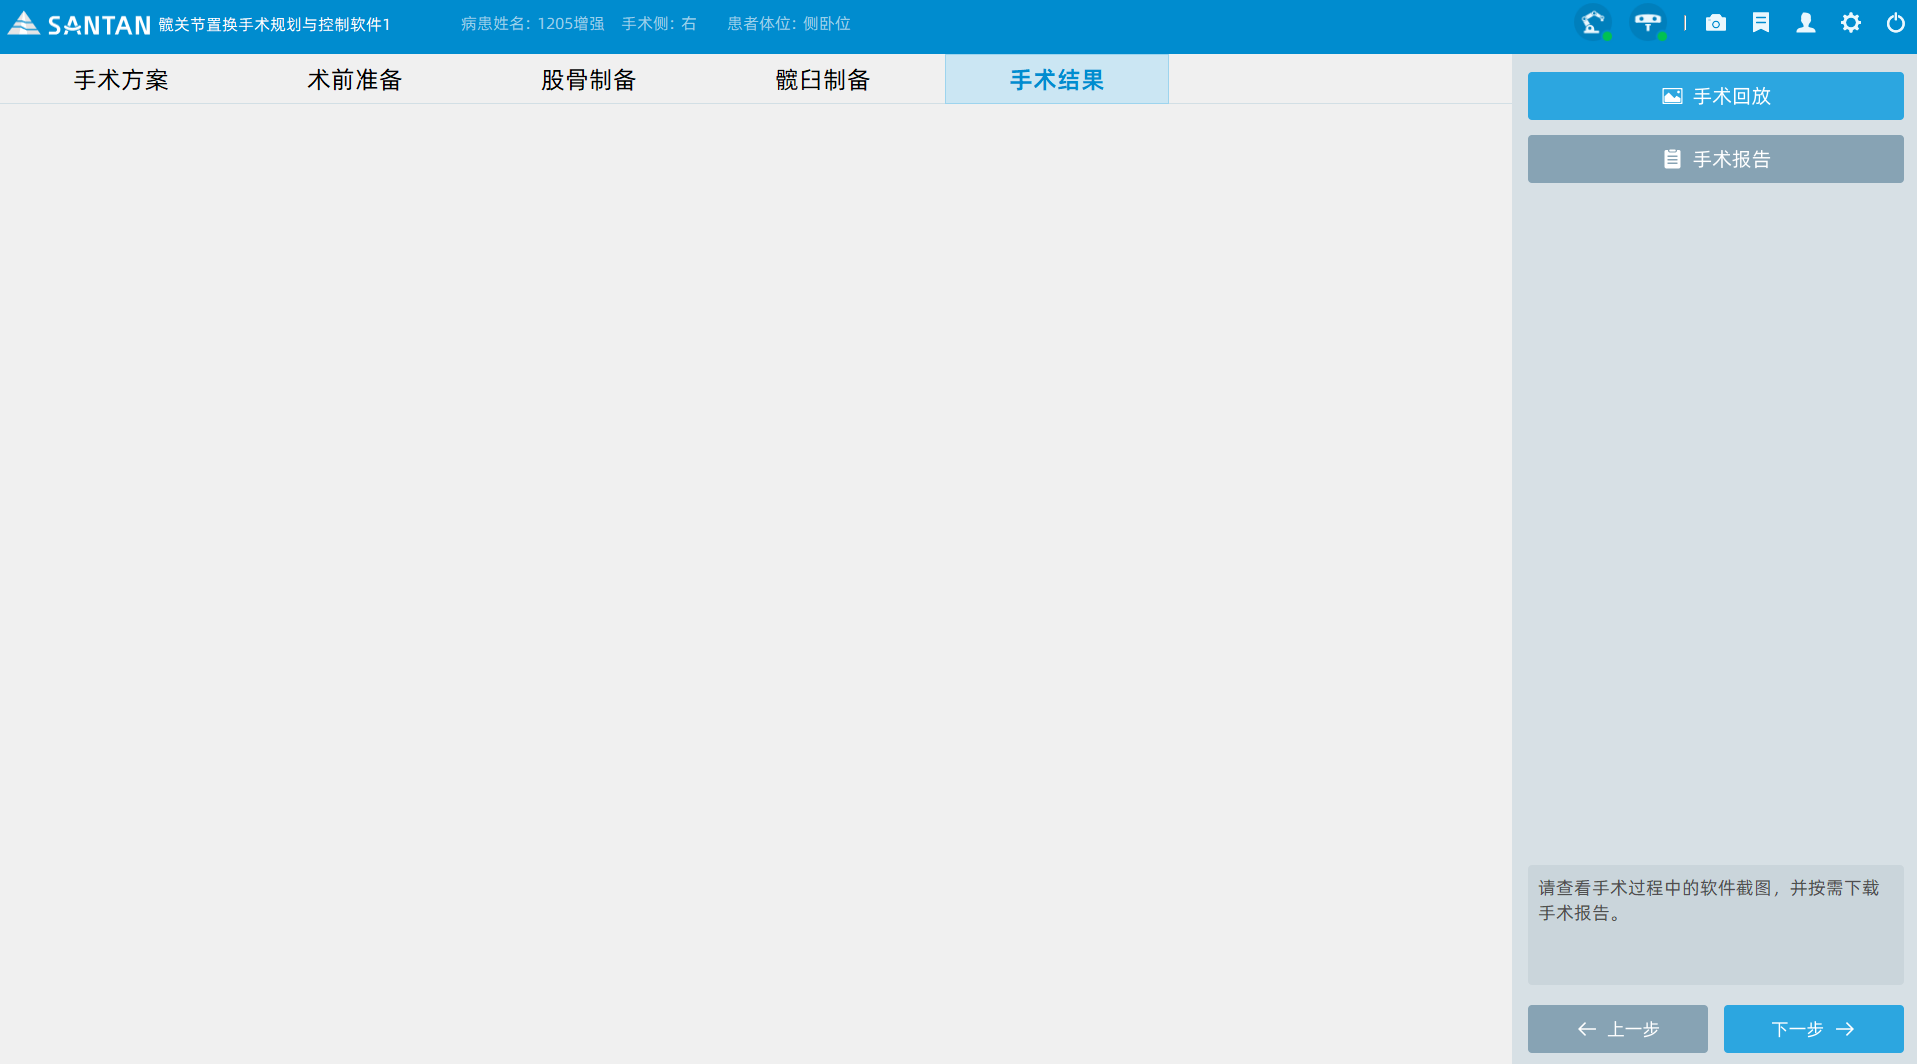 SANTAN 髋关节置换手术规划与控制软件1 病患姓名：1205增强 手术侧：右 患者体位：侧卧位
手术方案 术前准备 股骨制备 髋臼制备 手术结果
手术回放
手术报告
请查看手术过程中的软件截图，并按需下载
手术报告。
上一步 下一步